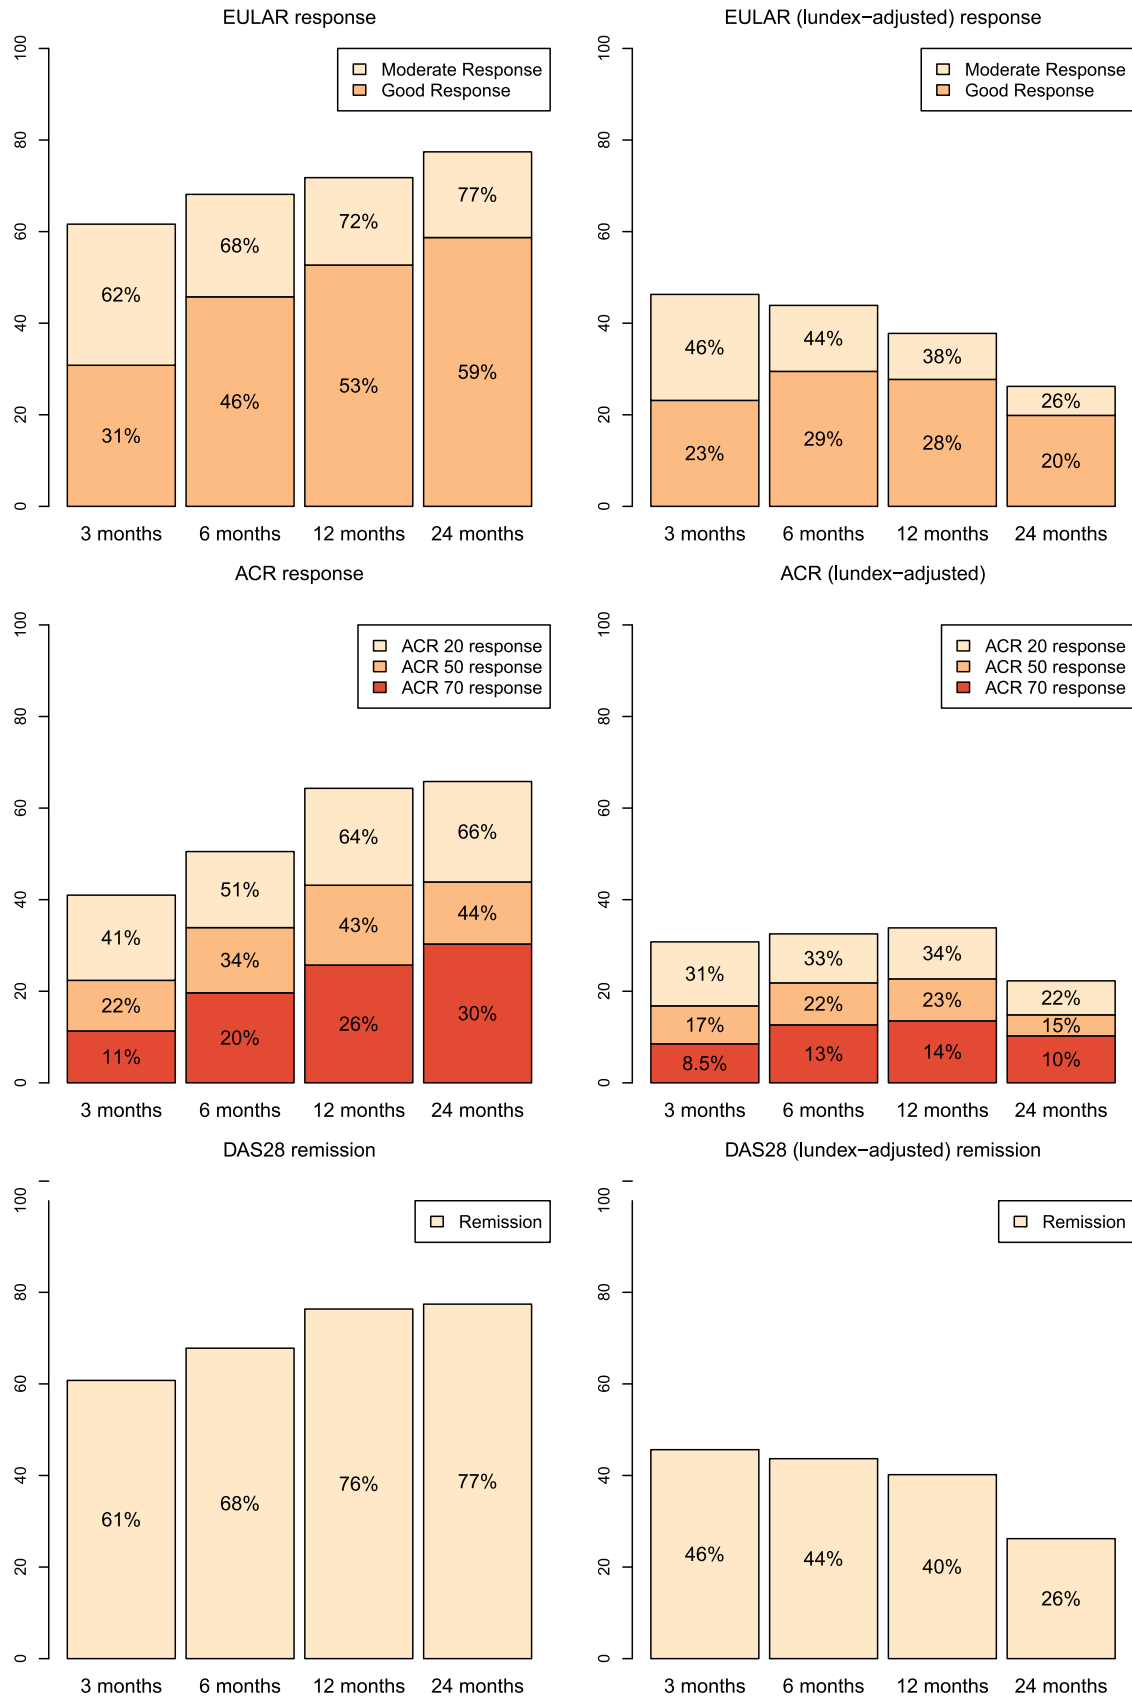 EULAR response
100
80
60
40
20
0
Moderate Response
Good Response
62%
31%
68%
46%
72%
53%
77%
59%
3 months
6 months
12 months
24 months
EULAR (lundex−adjusted) response
100
80
60
40
20
0
Moderate Response
Good Response
46%
23%
44%
29%
38%
28%
26%
20%
3 months
6 months
12 months
24 months
ACR response
100
80
60
40
20
0
ACR 20 response
ACR 50 response
ACR 70 response
41%
22%
11%
51%
34%
20%
64%
43%
26%
66%
44%
30%
3 months
6 months
12 months
24 months
ACR (lundex−adjusted)
100
80
60
40
20
0
ACR 20 response
ACR 50 response
ACR 70 response
31%
17%
8.5%
33%
22%
13%
34%
23%
14%
22%
15%
10%
3 months
6 months
12 months
24 months
DAS28 remission
100
80
60
40
20
0
Remission
61%
68%
76%
77%
3 months
6 months
12 months
24 months
DAS28 (lundex−adjusted) remission
100
80
60
40
20
0
Remission
46%
44%
40%
26%
3 months
6 months
12 months
24 months